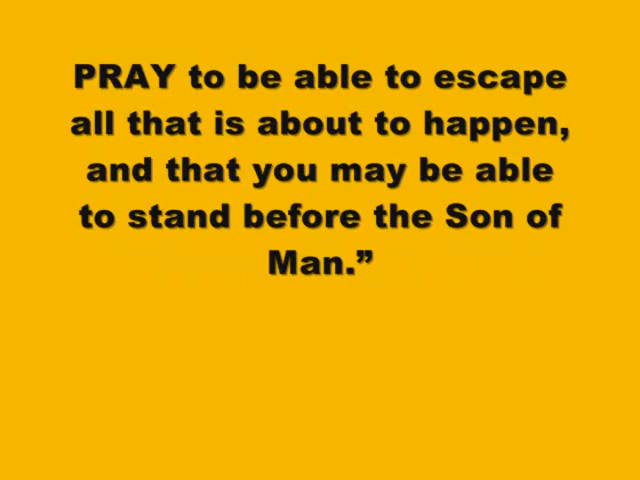 PRAY to be able to escape
all that is about to happen,
and that you may be able
to stand before the Son of
Man.”